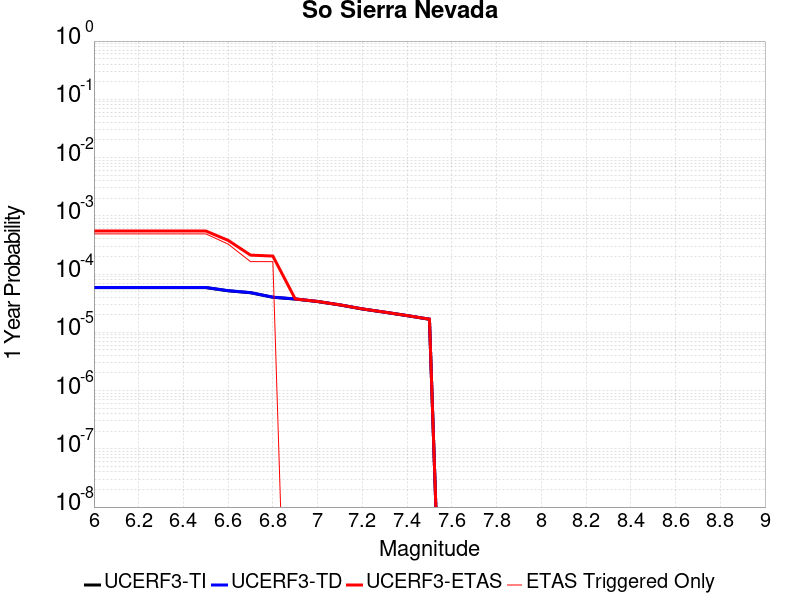 So Sierra Nevada
10^0
10^-1
10^-2
10^-3
10^-4
10^-5
10^-6
10^-7
10^-8
1 Year Probability
6 6.2 6.4 6.6 6.8 7 7.2 7.4 7.6 7.8 8 8.2 8.4 8.6 8.8 9
Magnitude
UCERF3-TI UCERF3-TD UCERF3-ETAS ETAS Triggered Only